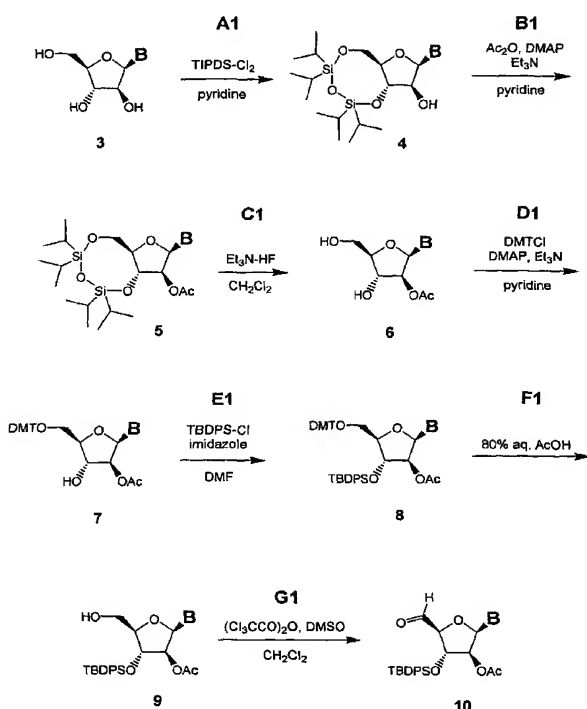 A1
B1
HO
O
B
TIPDS-Cl2
pyridine
HO
OH
3
O
O
B
Si
O
Si
O
OH
4
Ac2O, DMAP
Et3N
pyridine
C1
D1
O
O
B
Si
O
Si
O
OAc
5
Et3N-HF
CH2Cl2
HO
O
B
HO
OAc
6
DMTCl
DMAP, Et3N
pyridine
E1
F1
DMTO
O
B
HO
OAc
7
TBDPS-Cl
imidazole
DMF
DMTO
O
B
TBDPSO
OAc
8
80% aq. AcOH
G1
HO
O
B
TBDPSO
OAc
9
(Cl3CCO)2O, DMSO
CH2Cl2
H
O
O
B
TBDPSO
OAc
10